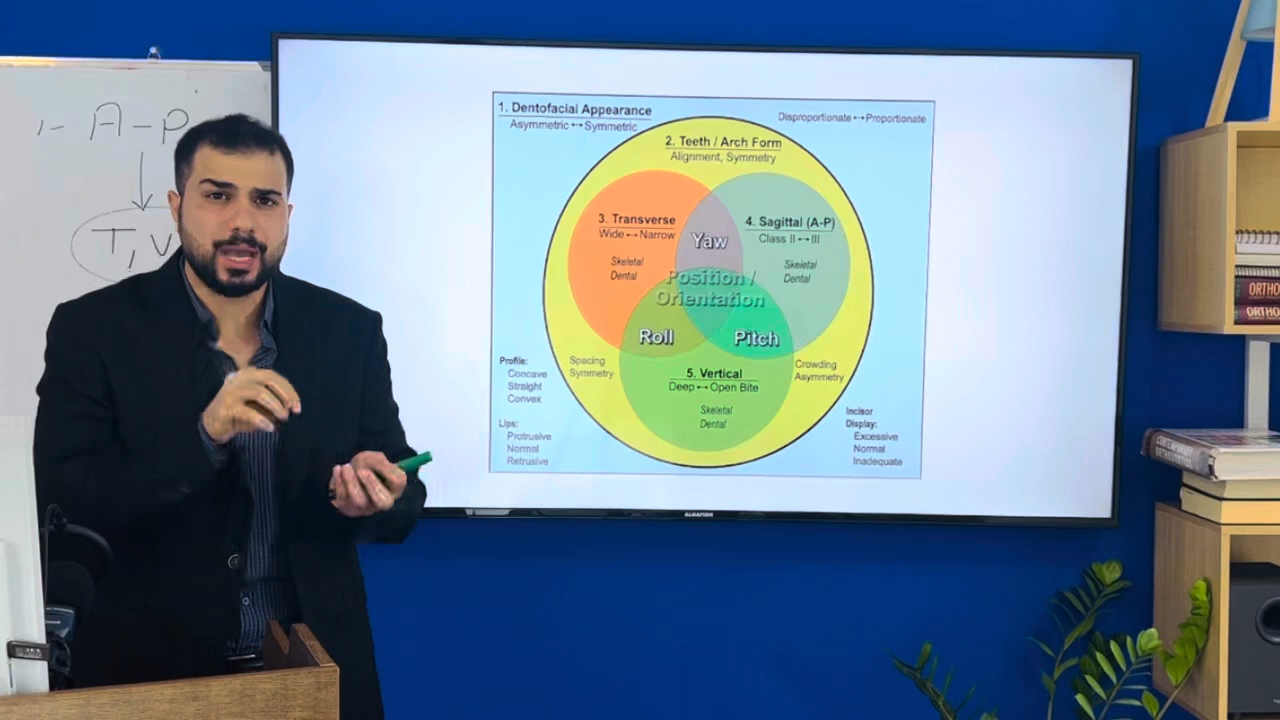 1- A-P
T, V
1. Dentofacial Appearance
Asymmetric ↔ Symmetric
Disproportionate ↔ Proportionate
2. Teeth / Arch Form
Alignment, Symmetry
3. Transverse
Wide ↔ Narrow
Skeletal
Dental
4. Sagittal (A-P)
Class II ↔ III
Skeletal
Dental
Yaw
Position /
Orientation
Roll
Pitch
Spacing
Symmetry
5. Vertical
Deep ↔ Open Bite
Skeletal
Dental
Crowding
Asymmetry
Profile:
Concave
Straight
Convex
Lips:
Protrusive
Normal
Retrusive
Incisor
Display:
Excessive
Normal
Inadequate
ORTHO
ORTHO
CONTEMPORARY